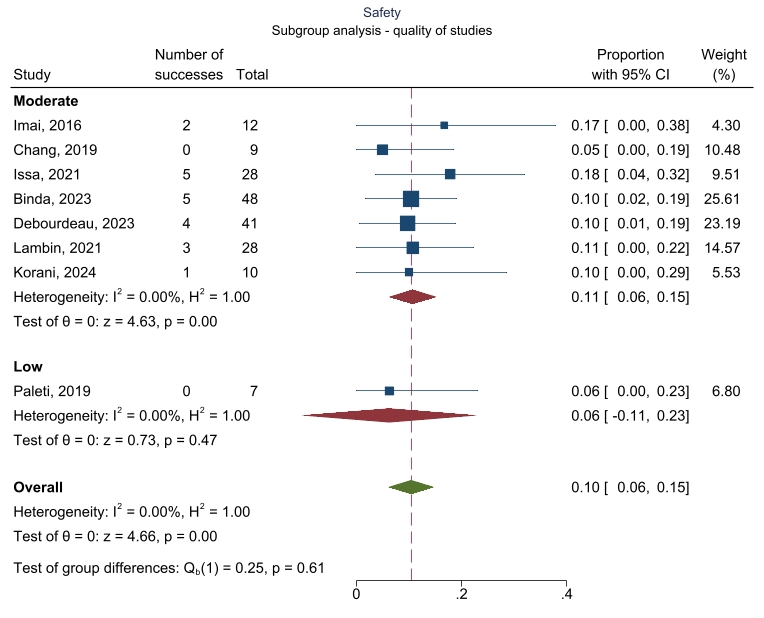 Safety
Subgroup analysis - quality of studies
Number of Proportion Weight
Study successes Total with 95% CI (%)
Moderate
Imai, 2016 2 12 0.17 [ 0.00, 0.38] 4.30
Chang, 2019 0 9 0.05 [ 0.00, 0.19] 10.48
Issa, 2021 5 28 0.18 [ 0.04, 0.32] 9.51
Binda, 2023 5 48 0.10 [ 0.02, 0.19] 25.61
Debourdeau, 2023 4 41 0.10 [ 0.01, 0.19] 23.19
Lambin, 2021 3 28 0.11 [ 0.00, 0.22] 14.57
Korani, 2024 1 10 0.10 [ 0.00, 0.29] 5.53
Heterogeneity: I² = 0.00%, H² = 1.00 0.11 [ 0.06, 0.15]
Test of θ = 0: z = 4.63, p = 0.00
Low
Paleti, 2019 0 7 0.06 [ 0.00, 0.23] 6.80
Heterogeneity: I² = 0.00%, H² = 1.00 0.06 [ -0.11, 0.23]
Test of θ = 0: z = 0.73, p = 0.47
Overall 0.10 [ 0.06, 0.15]
Heterogeneity: I² = 0.00%, H² = 1.00
Test of θ = 0: z = 4.66, p = 0.00
Test of group differences: Q_b(1) = 0.25, p = 0.61
0 .2 .4